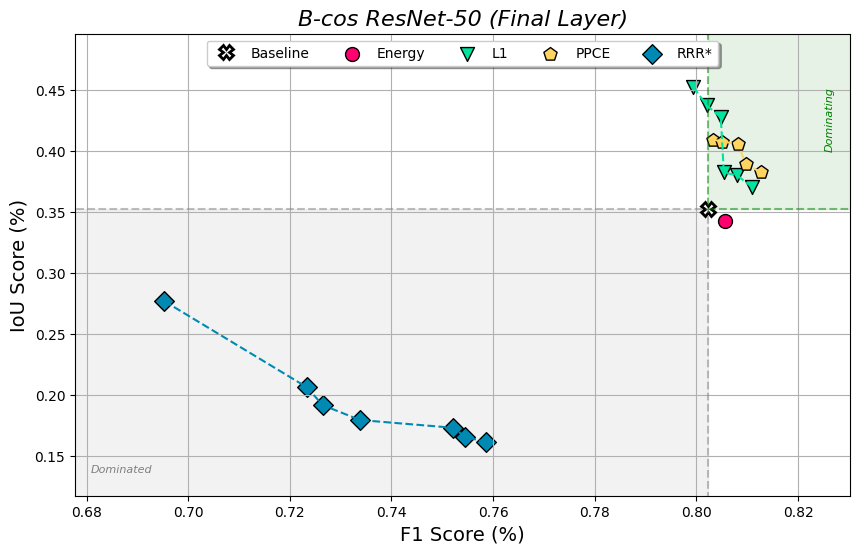 B-cos ResNet-50 (Final Layer)
Baseline Energy L1 PPCE RRR*
Dominating
0.45
0.40
0.35
0.30
0.25
0.20
0.15
IoU Score (%)
Dominated
0.68 0.70 0.72 0.74 0.76 0.78 0.80 0.82
F1 Score (%)